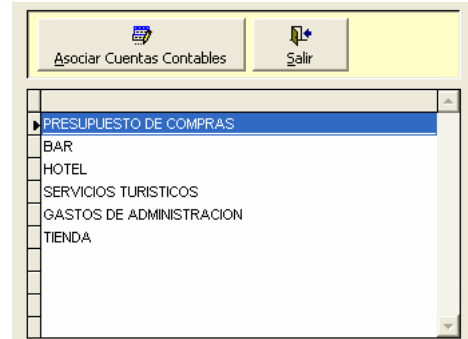 Asociar Cuentas Contables
Salir
PRESUPUESTO DE COMPRAS
BAR
HOTEL
SERVICIOS TURISTICOS
GASTOS DE ADMINISTRACION
TIENDA